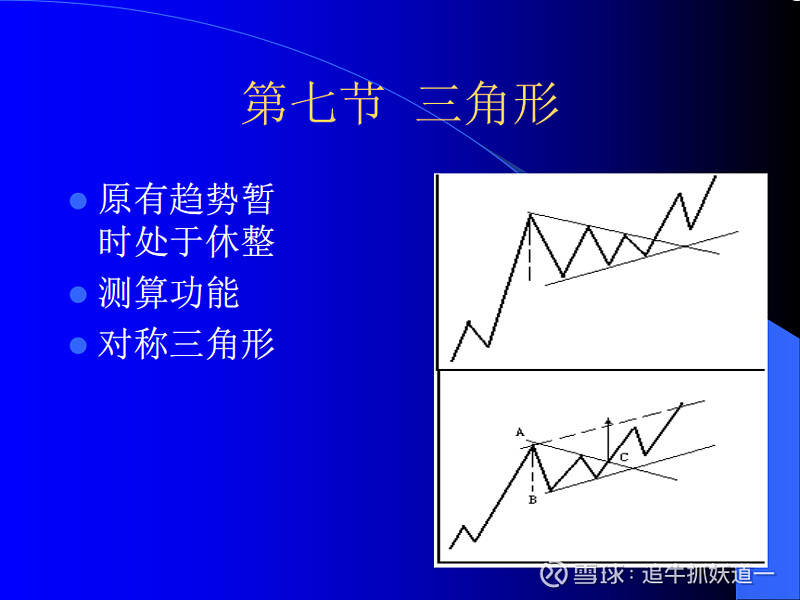 第七节 三角形
原有趋势暂
时处于休整
测算功能
对称三角形
A
C
B
雪球：追牛抓妖道一